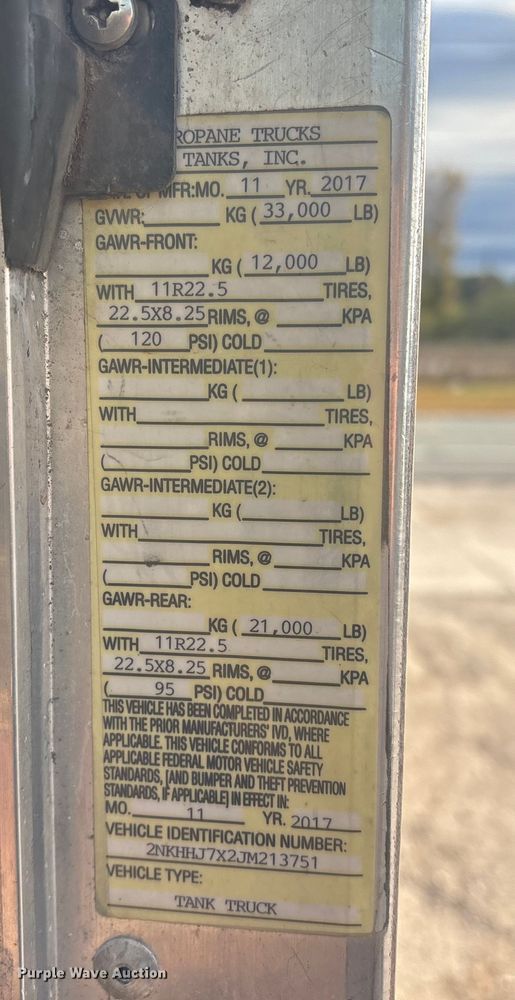 ROPANE TRUCKS
TANKS, INC.
OF MFR:MO. 11 YR. 2017
GVWR: KG ( 33,000 LB)
GAWR-FRONT:
KG ( 12,000 LB)
WITH 11R22.5 TIRES,
22.5X8.25 RIMS, @ KPA
( 120 PSI) COLD
GAWR-INTERMEDIATE(1):
KG ( LB)
WITH TIRES,
RIMS, @ KPA
( PSI) COLD
GAWR-INTERMEDIATE(2):
KG ( LB)
WITH TIRES,
RIMS, @ KPA
( PSI) COLD
GAWR-REAR:
KG ( 21,000 LB)
WITH 11R22.5 TIRES,
22.5X8.25 RIMS, @ KPA
( 95 PSI) COLD
THIS VEHICLE HAS BEEN COMPLETED IN ACCORDANCE
WITH THE PRIOR MANUFACTURERS' IVD, WHERE
APPLICABLE. THIS VEHICLE CONFORMS TO ALL
APPLICABLE FEDERAL MOTOR VEHICLE SAFETY
STANDARDS, [AND BUMPER AND THEFT PREVENTION
STANDARDS, IF APPLICABLE] IN EFFECT IN:
MO. 11 YR. 2017
VEHICLE IDENTIFICATION NUMBER:
2NKHHJ7X2JM213751
VEHICLE TYPE:
TANK TRUCK
Purple Wave Auction